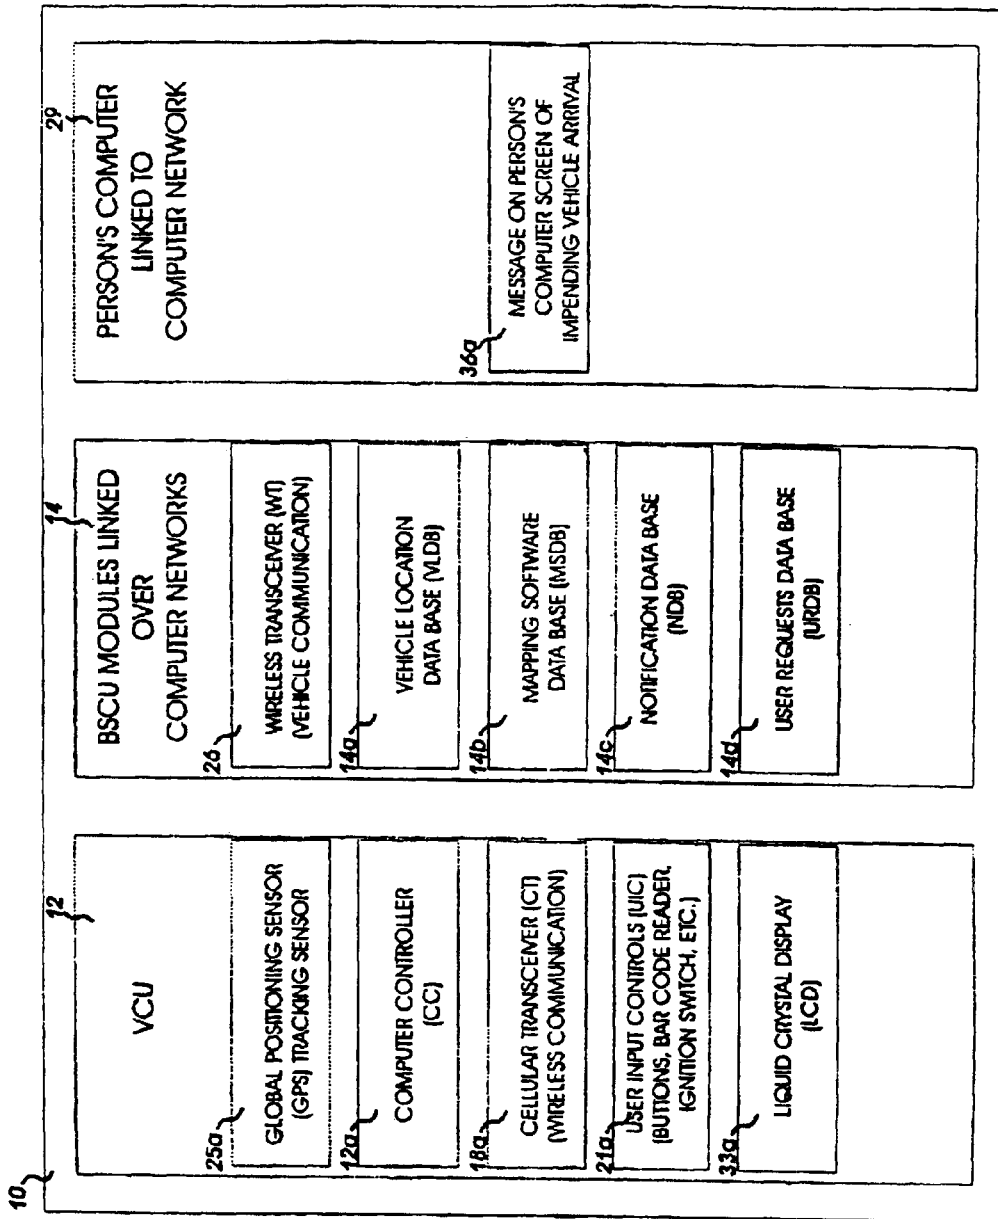 10
12
VCU
25a
GLOBAL POSITIONING SENSOR
(GPS) TRACKING SENSOR
12a
COMPUTER CONTROLLER
(CC)
18a
CELLULAR TRANSCEIVER (CT)
(WIRELESS COMMUNICATION)
21a
USER INPUT CONTROLS (UIC)
(BUTTONS, BAR CODE READER,
IGNITION SWITCH, ETC.)
33a
LIQUID CRYSTAL DISPLAY
(LCD)
14
BSCU MODULES LINKED
OVER
COMPUTER NETWORKS
26
WIRELESS TRANSCEIVER (WT)
(VEHICLE COMMUNICATION)
14a
VEHICLE LOCATION
DATA BASE (VLDB)
14b
MAPPING SOFTWARE
DATA BASE (MSDB)
14c
NOTIFICATION DATA BASE
(NDB)
14d
USER REQUESTS DATA BASE
(URDB)
29
PERSON'S COMPUTER
LINKED TO
COMPUTER NETWORK
36a
MESSAGE ON PERSON'S
COMPUTER SCREEN OF
IMPENDING VEHICLE ARRIVAL